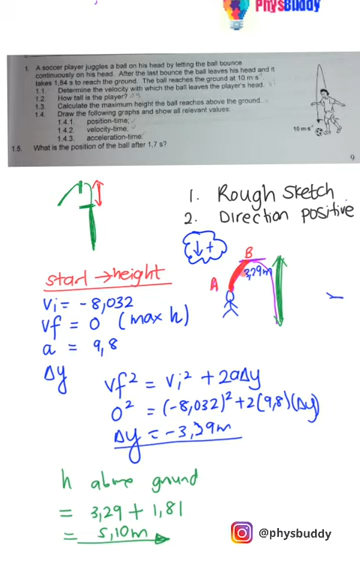 PhysBuddy
1. A soccer player juggles a ball on his head by letting the ball bounce
continuously on his head. After the last bounce the ball leaves his head and it
takes 1.84 s to reach the ground. The ball reaches the ground at 10 m·s⁻¹
1.1. Determine the velocity with which the ball leaves the player's head.
1.2. How tall is the player?
1.3. Calculate the maximum height the ball reaches above the ground.
1.4. Draw the following graphs and show all relevant values:
1.4.1. position-time;
1.4.2. velocity-time;
1.4.3. acceleration-time
1.5. What is the position of the ball after 1.7 s?
10 m·s⁻¹
9
1. Rough Sketch
2. Direction positive
↓+
B
A
3,29m
start → height
Vi = -8,032
Vf = 0 (max h)
a = 9,8
Δy
Vf² = Vi² + 2aΔy
0² = (-8,032)² + 2(9,8)(Δy)
Δy = -3,29m
h above ground
= 3,29 + 1,81
= 5,10m
@physbuddy